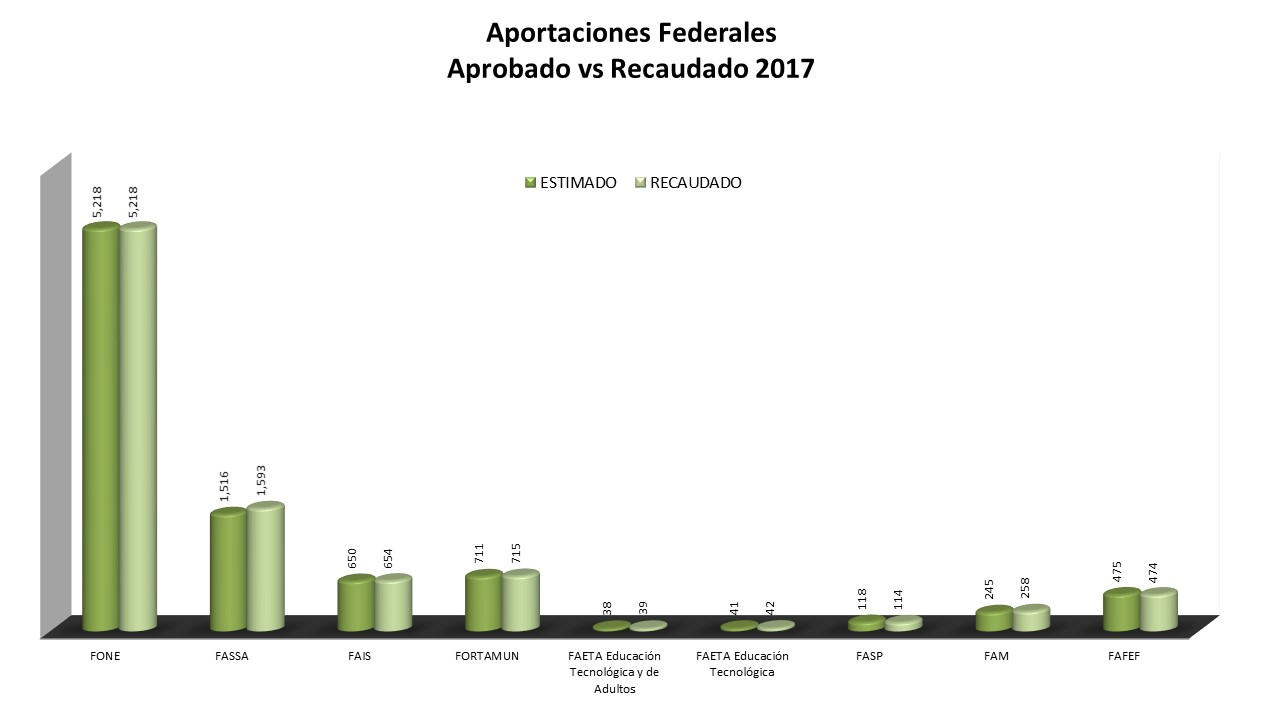 Aportaciones Federales
Aprobado vs Recaudado 2017
ESTIMADO RECAUDADO
5,218 5,218
1,516 1,593
650 654
711 715
38 39
41 42
118 114
245 258
475 474
FONE
FASSA
FAIS
FORTAMUN
FAETA Educación
Tecnológica y de
Adultos
FAETA Educación
Tecnológica
FASP
FAM
FAFEF